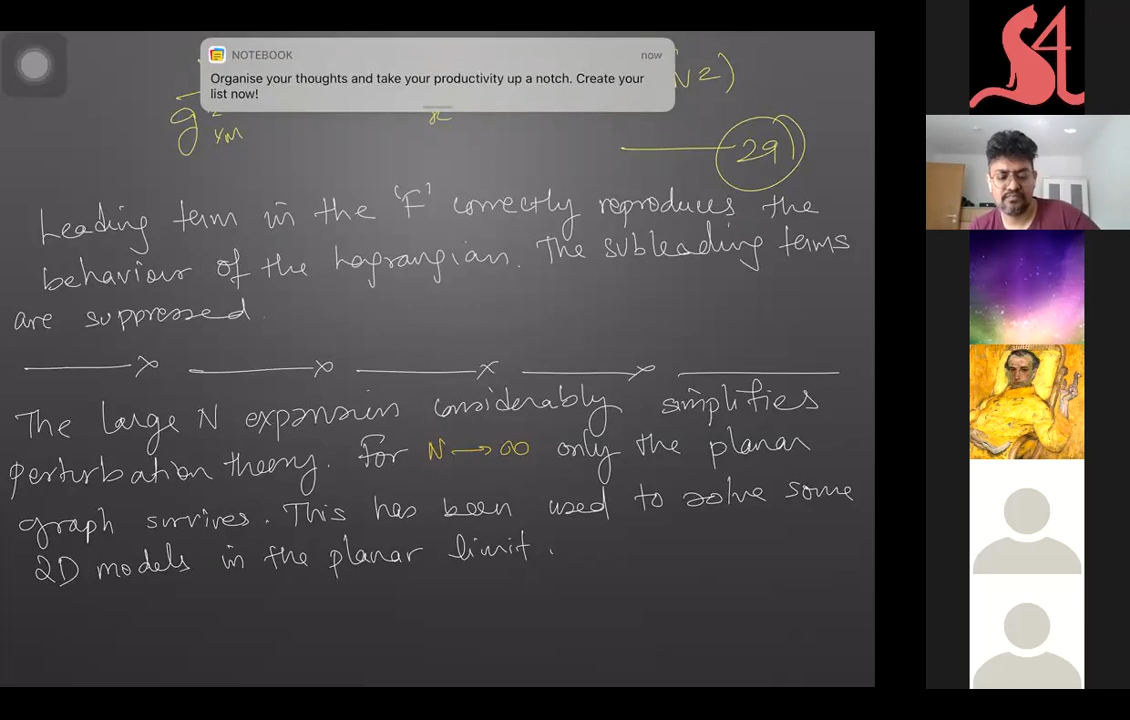 NOTEBOOK now
Organise your thoughts and take your productivity up a notch. Create your
list now!
N2)
g YM
29
Leading term in the 'F' correctly reproduces the
behaviour of the Lagrangian. The subleading terms
are suppressed.
The large N expansion considerably simplifies
perturbation theory. For N → ∞ only the planar
graph survives. This has been used to solve some
2D models in the planar limit.
S4